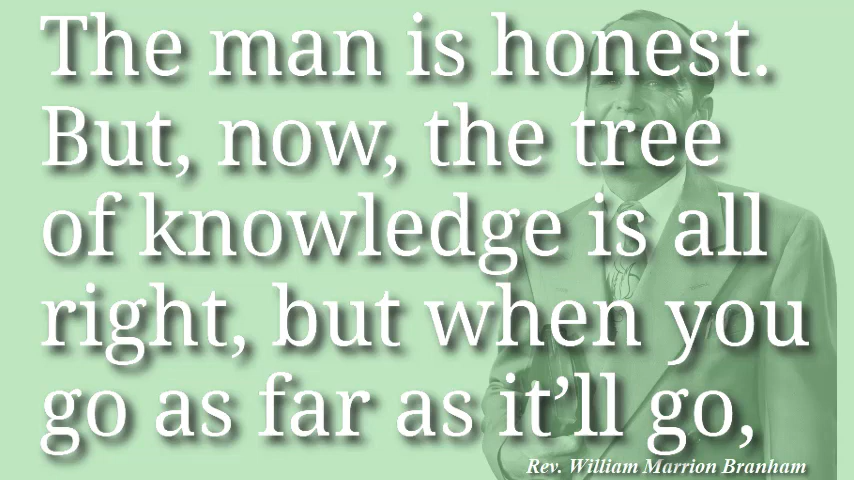 The man is honest.
But, now, the tree
of knowledge is all
right, but when you
go as far as it’ll go,
Rev. William Marrion Branham